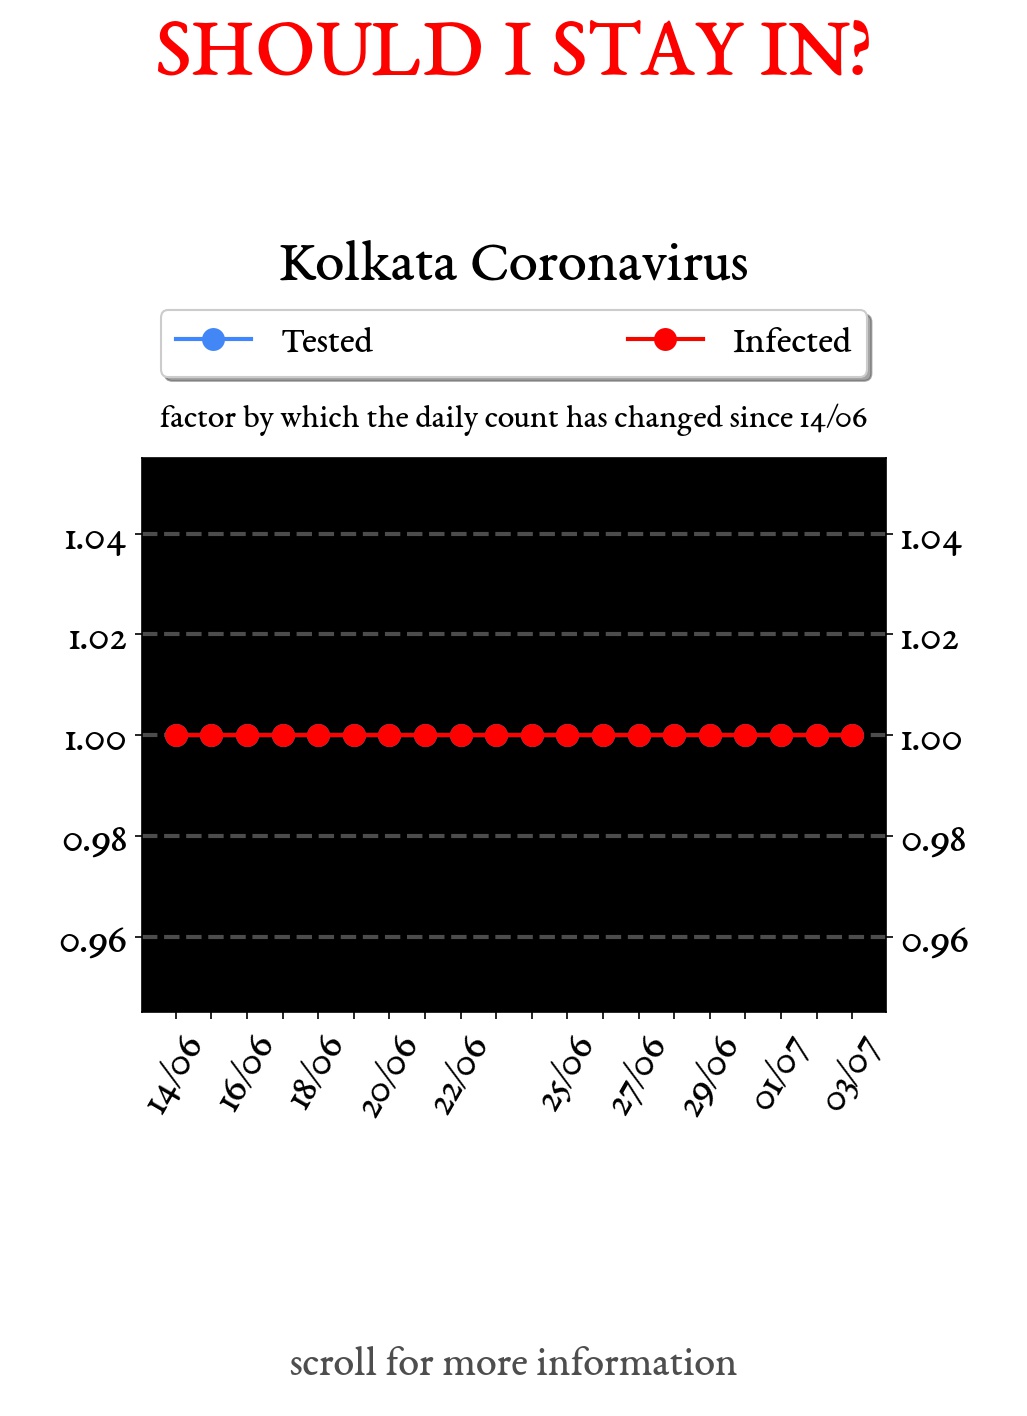 SHOULD I STAY IN?
Kolkata Coronavirus
Tested Infected
factor by which the daily count has changed since 14/06
1.04 1.04
1.02 1.02
1.00 1.00
0.98 0.98
0.96 0.96
14/06 16/06 18/06 20/06 22/06 25/06 27/06 29/06 01/07 03/07
scroll for more information